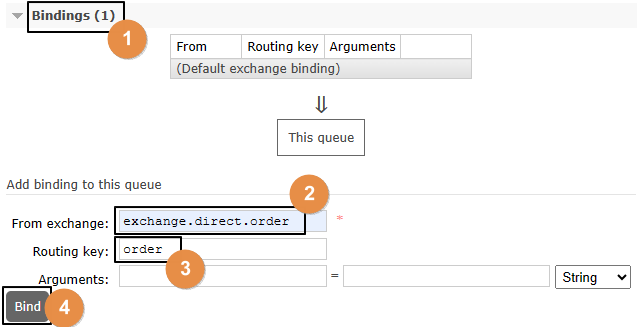 Bindings (1)
1
From Routing key Arguments
(Default exchange binding)
⇓
This queue
Add binding to this queue
2
From exchange: exchange.direct.order *
Routing key: order
3
Arguments: = String
Bind 4